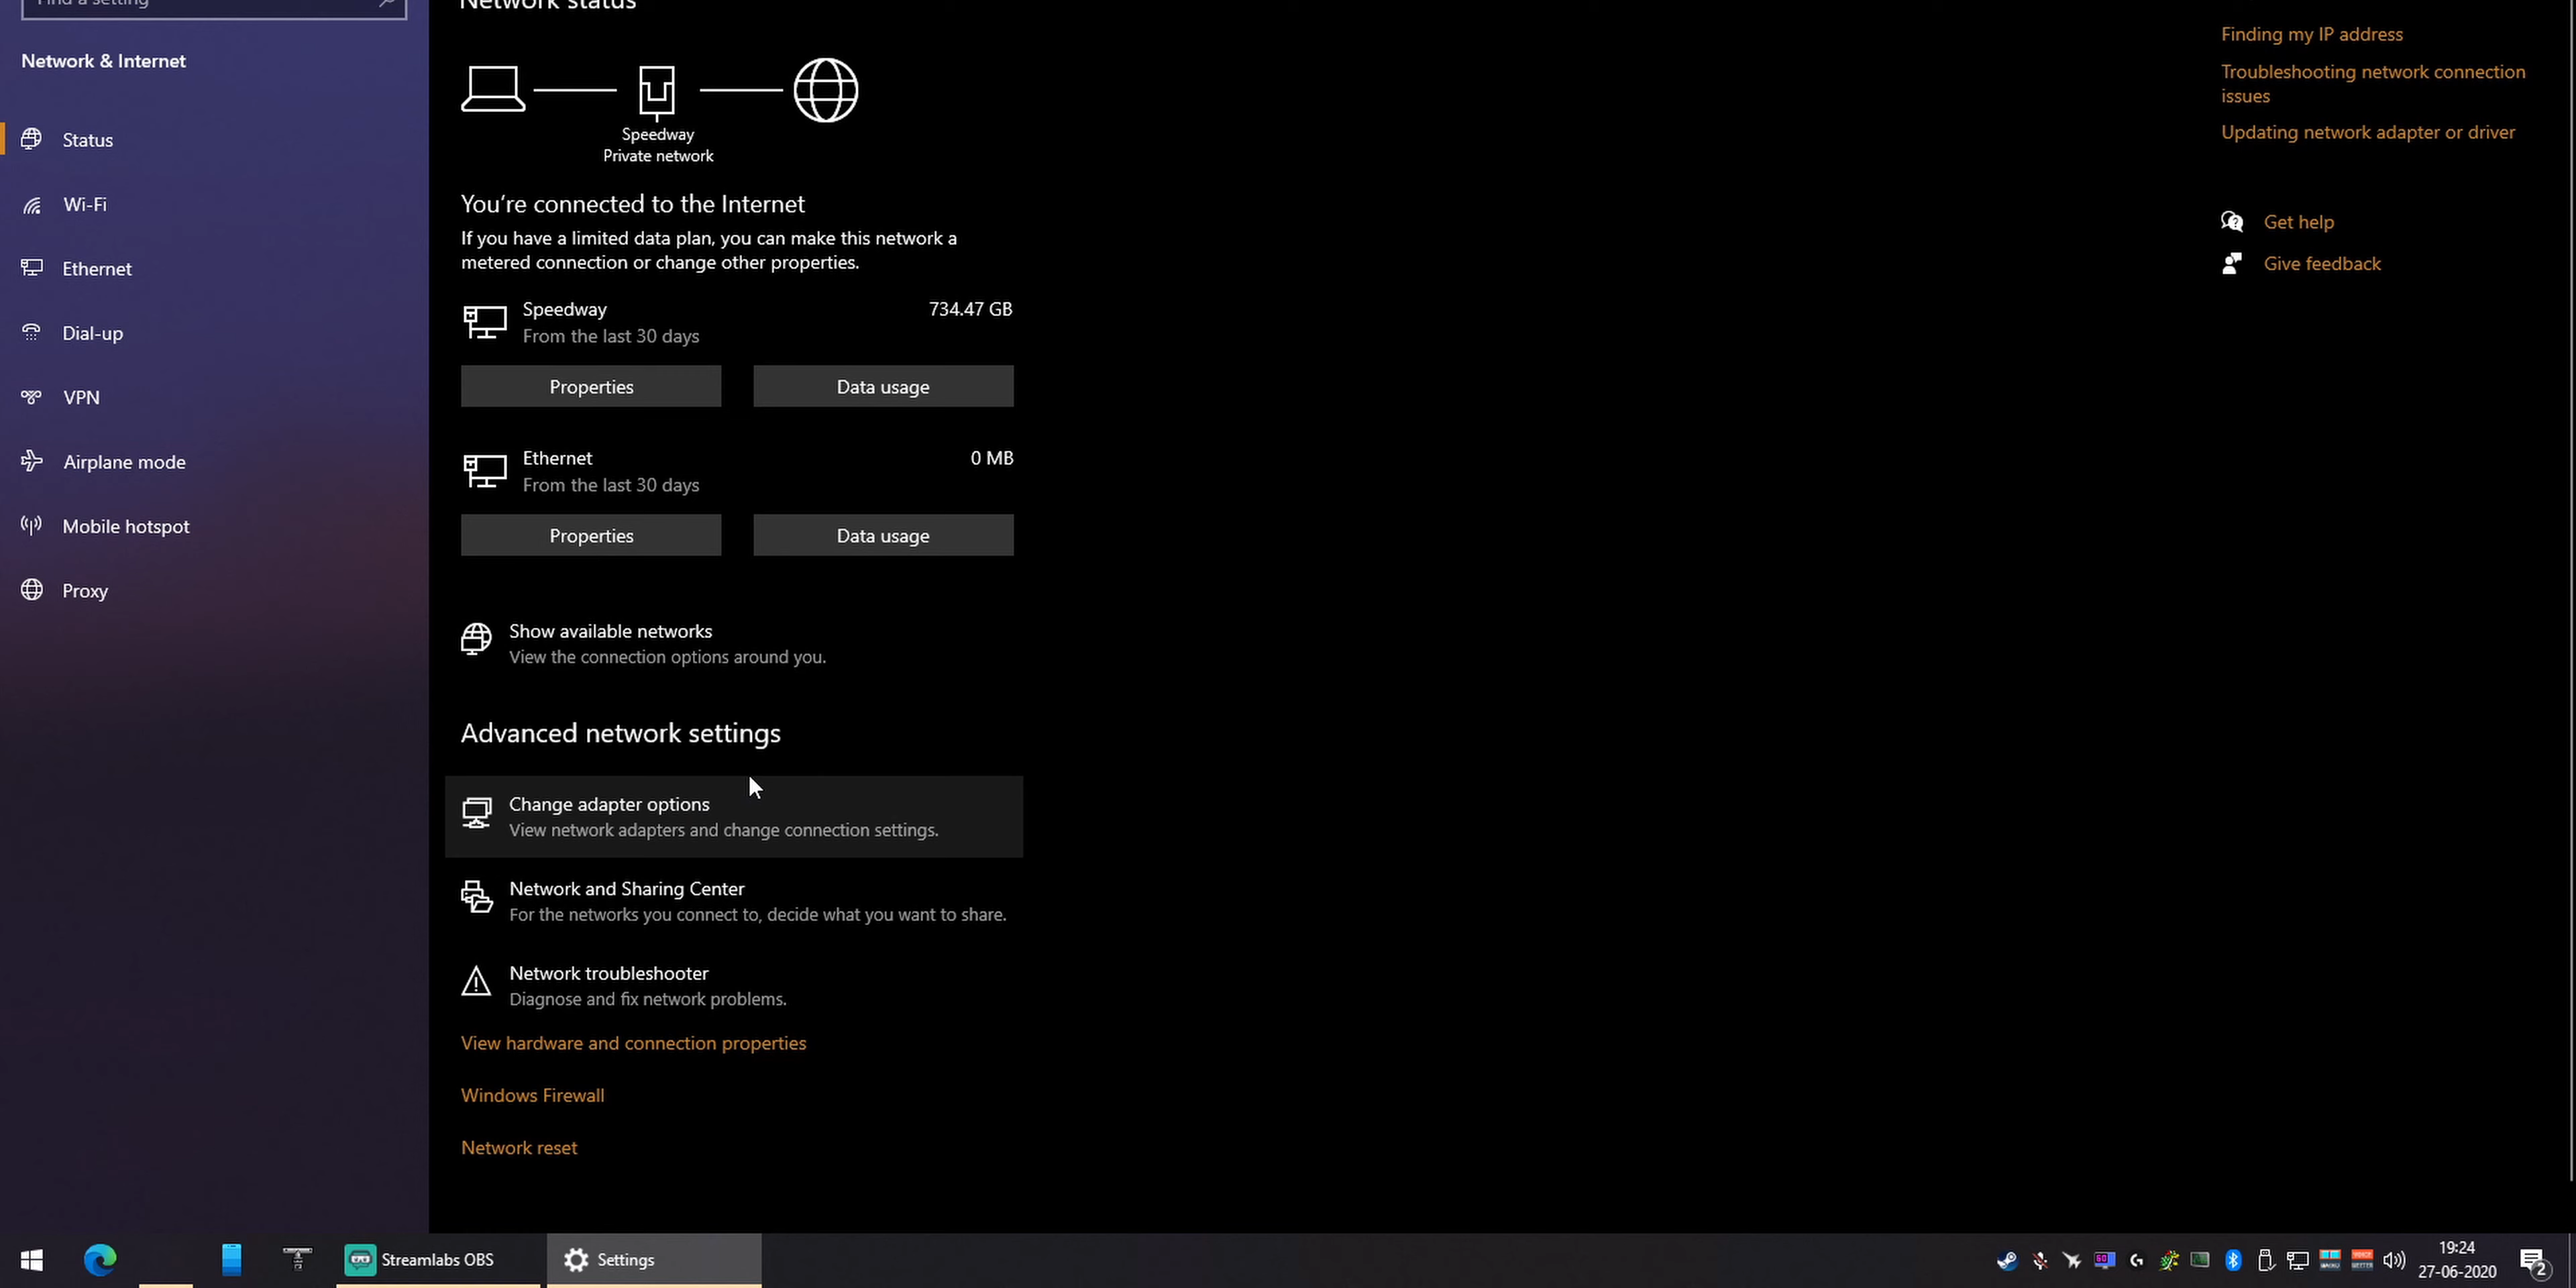 Find a setting
Network & Internet
Status
Wi-Fi
Ethernet
Dial-up
VPN
Airplane mode
Mobile hotspot
Proxy
Network status
Speedway
Private network
You're connected to the Internet
If you have a limited data plan, you can make this network a
metered connection or change other properties.
Speedway 734.47 GB
From the last 30 days
Properties Data usage
Ethernet 0 MB
From the last 30 days
Properties Data usage
Show available networks
View the connection options around you.
Advanced network settings
Change adapter options
View network adapters and change connection settings.
Network and Sharing Center
For the networks you connect to, decide what you want to share.
Network troubleshooter
Diagnose and fix network problems.
View hardware and connection properties
Windows Firewall
Network reset
Finding my IP address
Troubleshooting network connection
issues
Updating network adapter or driver
Get help
Give feedback
Streamlabs OBS
Settings
60
19:24
27-06-2020
2